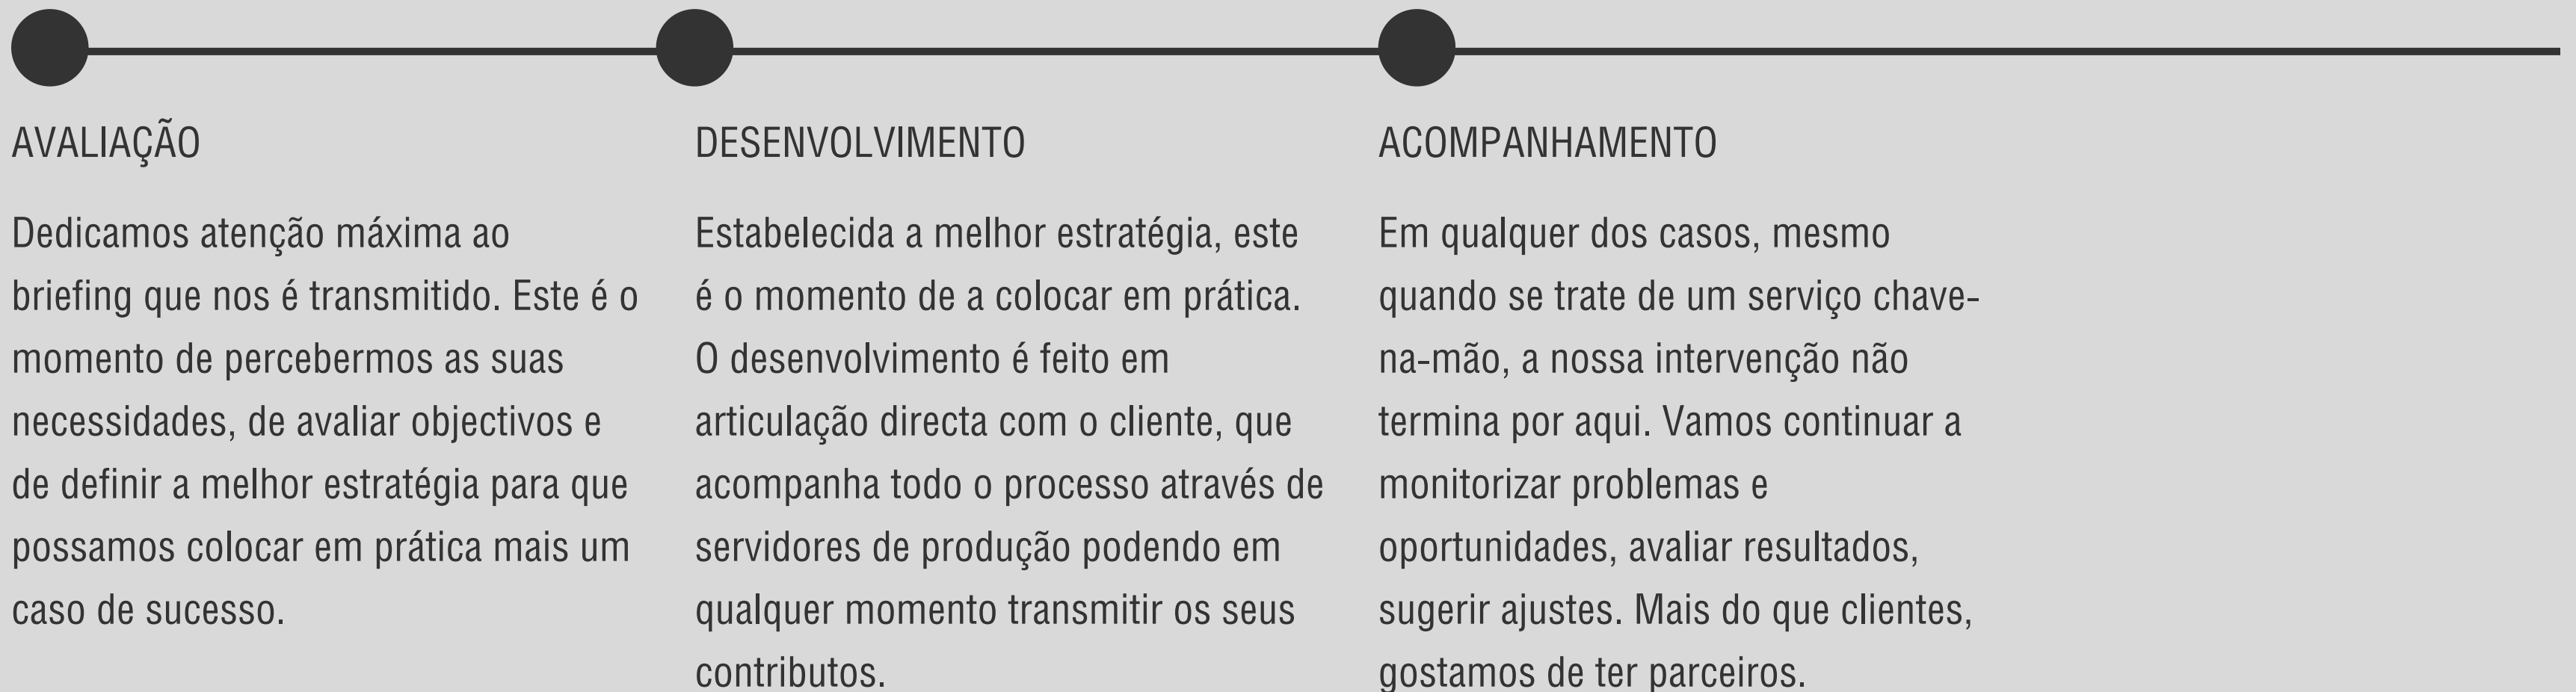 AVALIAÇÃO
Dedicamos atenção máxima ao
briefing que nos é transmitido. Este é o
momento de percebermos as suas
necessidades, de avaliar objectivos e
de definir a melhor estratégia para que
possamos colocar em prática mais um
caso de sucesso.
DESENVOLVIMENTO
Estabelecida a melhor estratégia, este
é o momento de a colocar em prática.
O desenvolvimento é feito em
articulação directa com o cliente, que
acompanha todo o processo através de
servidores de produção podendo em
qualquer momento transmitir os seus
contributos.
ACOMPANHAMENTO
Em qualquer dos casos, mesmo
quando se trate de um serviço chave-
na-mão, a nossa intervenção não
termina por aqui. Vamos continuar a
monitorizar problemas e
oportunidades, avaliar resultados,
sugerir ajustes. Mais do que clientes,
gostamos de ter parceiros.